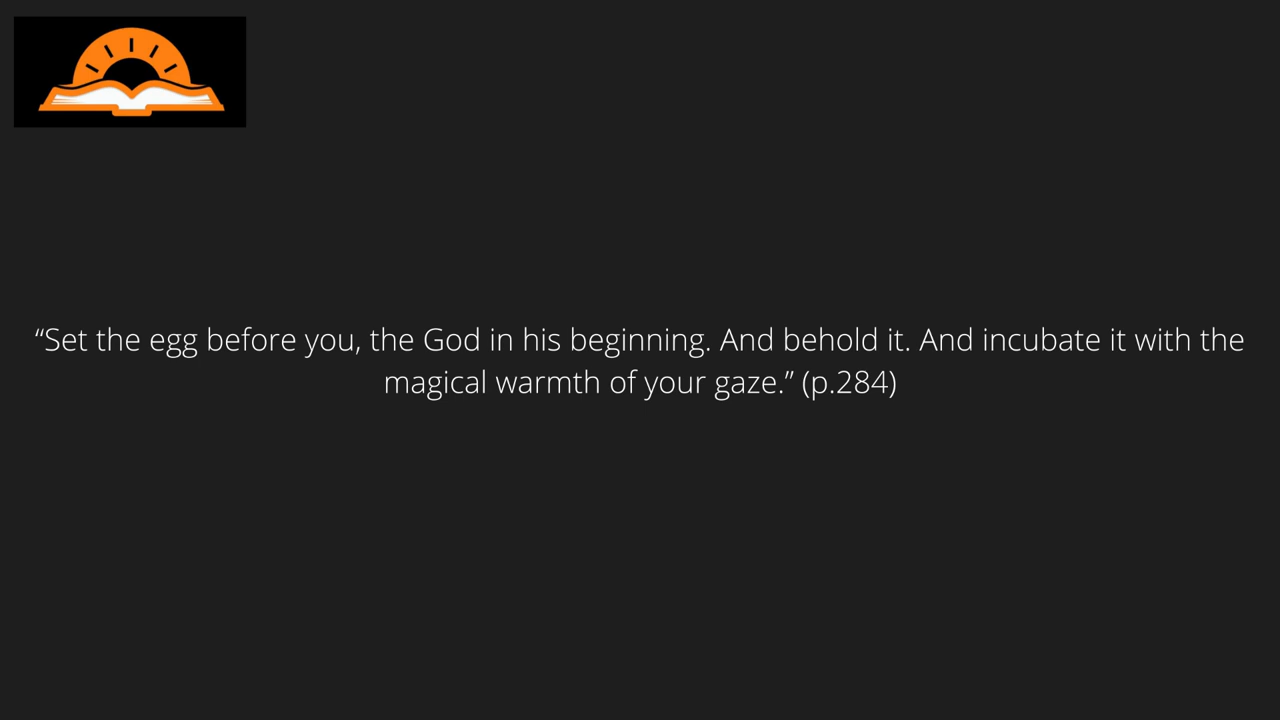 “Set the egg before you, the God in his beginning. And behold it. And incubate it with the
magical warmth of your gaze.” (p.284)